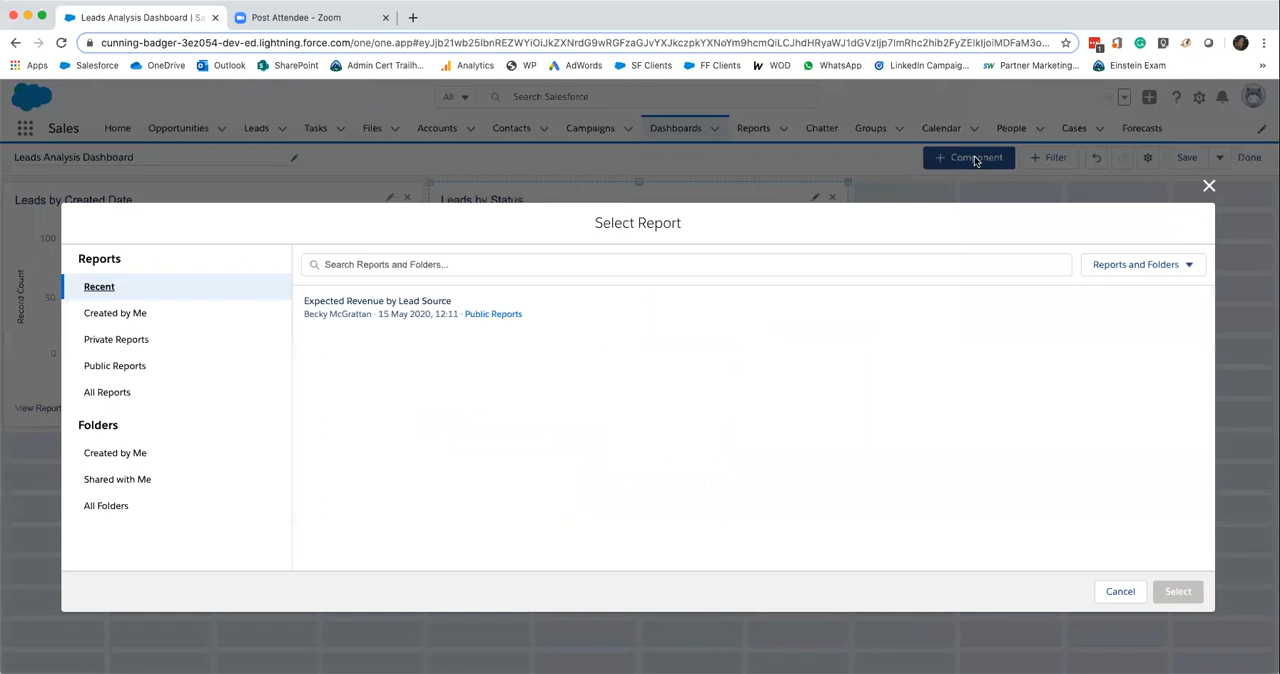 Leads Analysis Dashboard | Sa
Post Attendee - Zoom
cunning-badger-3ez054-dev-ed.lightning.force.com/one/one.app#
Apps
Salesforce
OneDrive
Outlook
SharePoint
Admin Cert Trailh...
Analytics
WP
AdWords
SF Clients
FF Clients
WOD
WhatsApp
LinkedIn Campaig...
Partner Marketing...
Einstein Exam
»
All
Search Salesforce
Sales
Home
Opportunities
Leads
Tasks
Files
Accounts
Contacts
Campaigns
Dashboards
Reports
Chatter
Groups
Calendar
People
Cases
Forecasts
Leads Analysis Dashboard
+ Component
+ Filter
Save
Done
Leads by Created Date
Leads by Status
100
50
0
Record Count
View Report
Select Report
Reports
Recent
Created by Me
Private Reports
Public Reports
All Reports
Folders
Created by Me
Shared with Me
All Folders
Search Reports and Folders...
Reports and Folders
Expected Revenue by Lead Source
Becky McGrattan · 15 May 2020, 12:11 · Public Reports
Cancel
Select